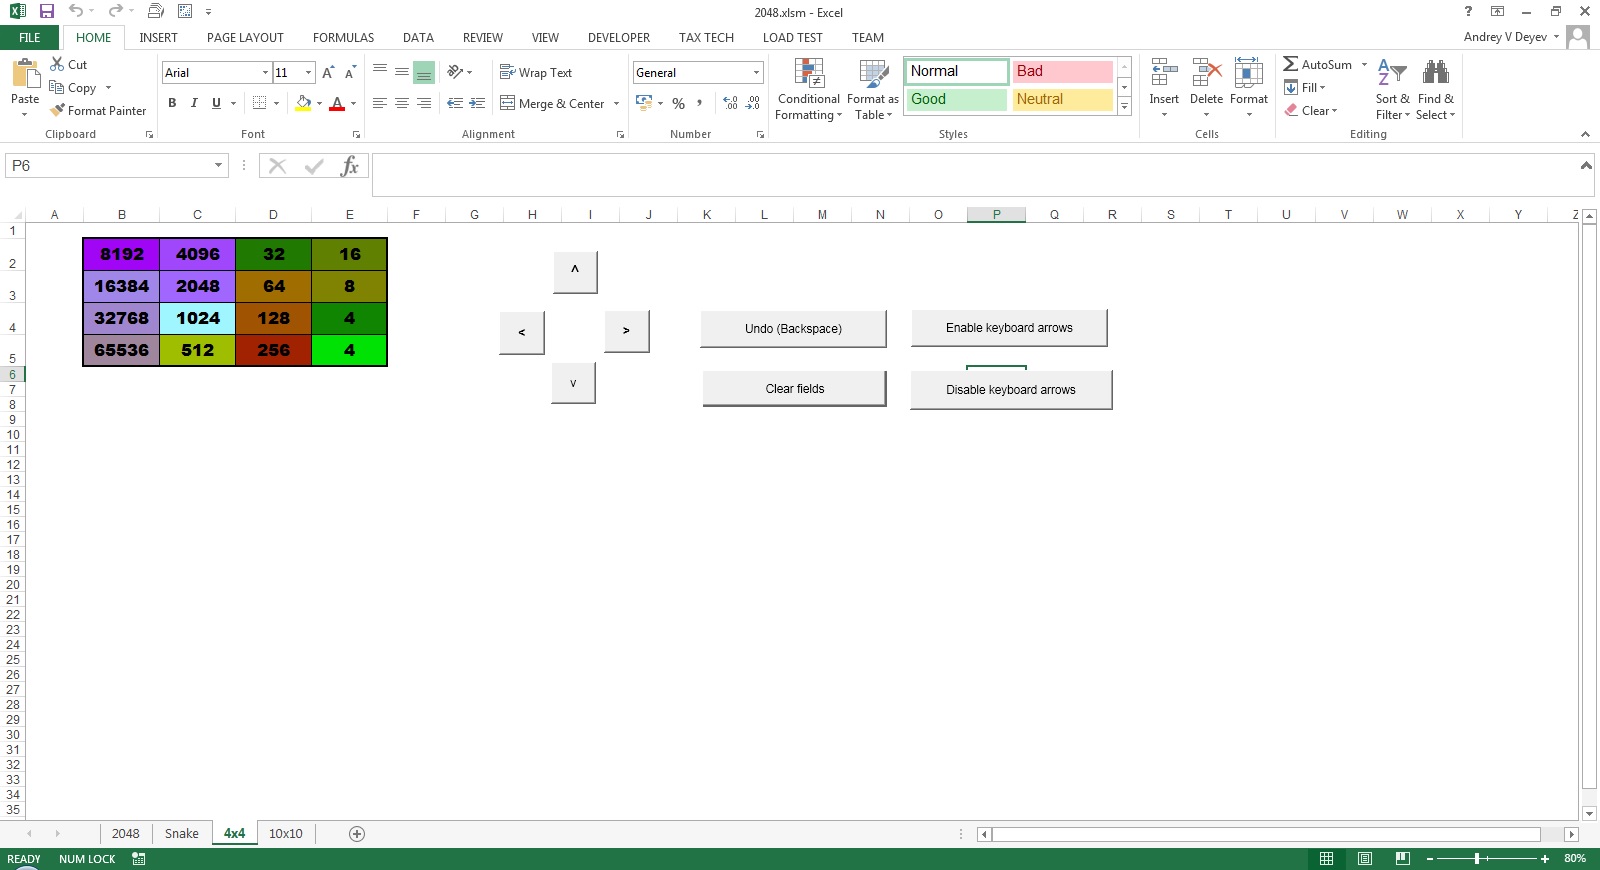 2048.xlsm - Excel
FILE HOME INSERT PAGE LAYOUT FORMULAS DATA REVIEW VIEW DEVELOPER TAX TECH LOAD TEST TEAM Andrey V Deyev
Paste
Cut
Copy
Format Painter
Clipboard
Arial 11
B I U
Font
Wrap Text
Merge & Center
Alignment
General
%
Number
Conditional Formatting
Format as Table
Normal Bad
Good Neutral
Styles
Insert Delete Format
Cells
AutoSum
Fill
Clear
Sort & Filter
Find & Select
Editing
P6 fx
A B C D E F G H I J K L M N O P Q R S T U V W X Y Z
1
2 8192 4096 32 16
3 16384 2048 64 8
4 32768 1024 128 4
5 65536 512 256 4
^
< >
v
Undo (Backspace) Enable keyboard arrows
Clear fields Disable keyboard arrows
6
7
8
9
10
11
12
13
14
15
16
17
18
19
20
21
22
23
24
25
26
27
28
29
30
31
32
33
34
35
2048 Snake 4x4 10x10
READY NUM LOCK 80%